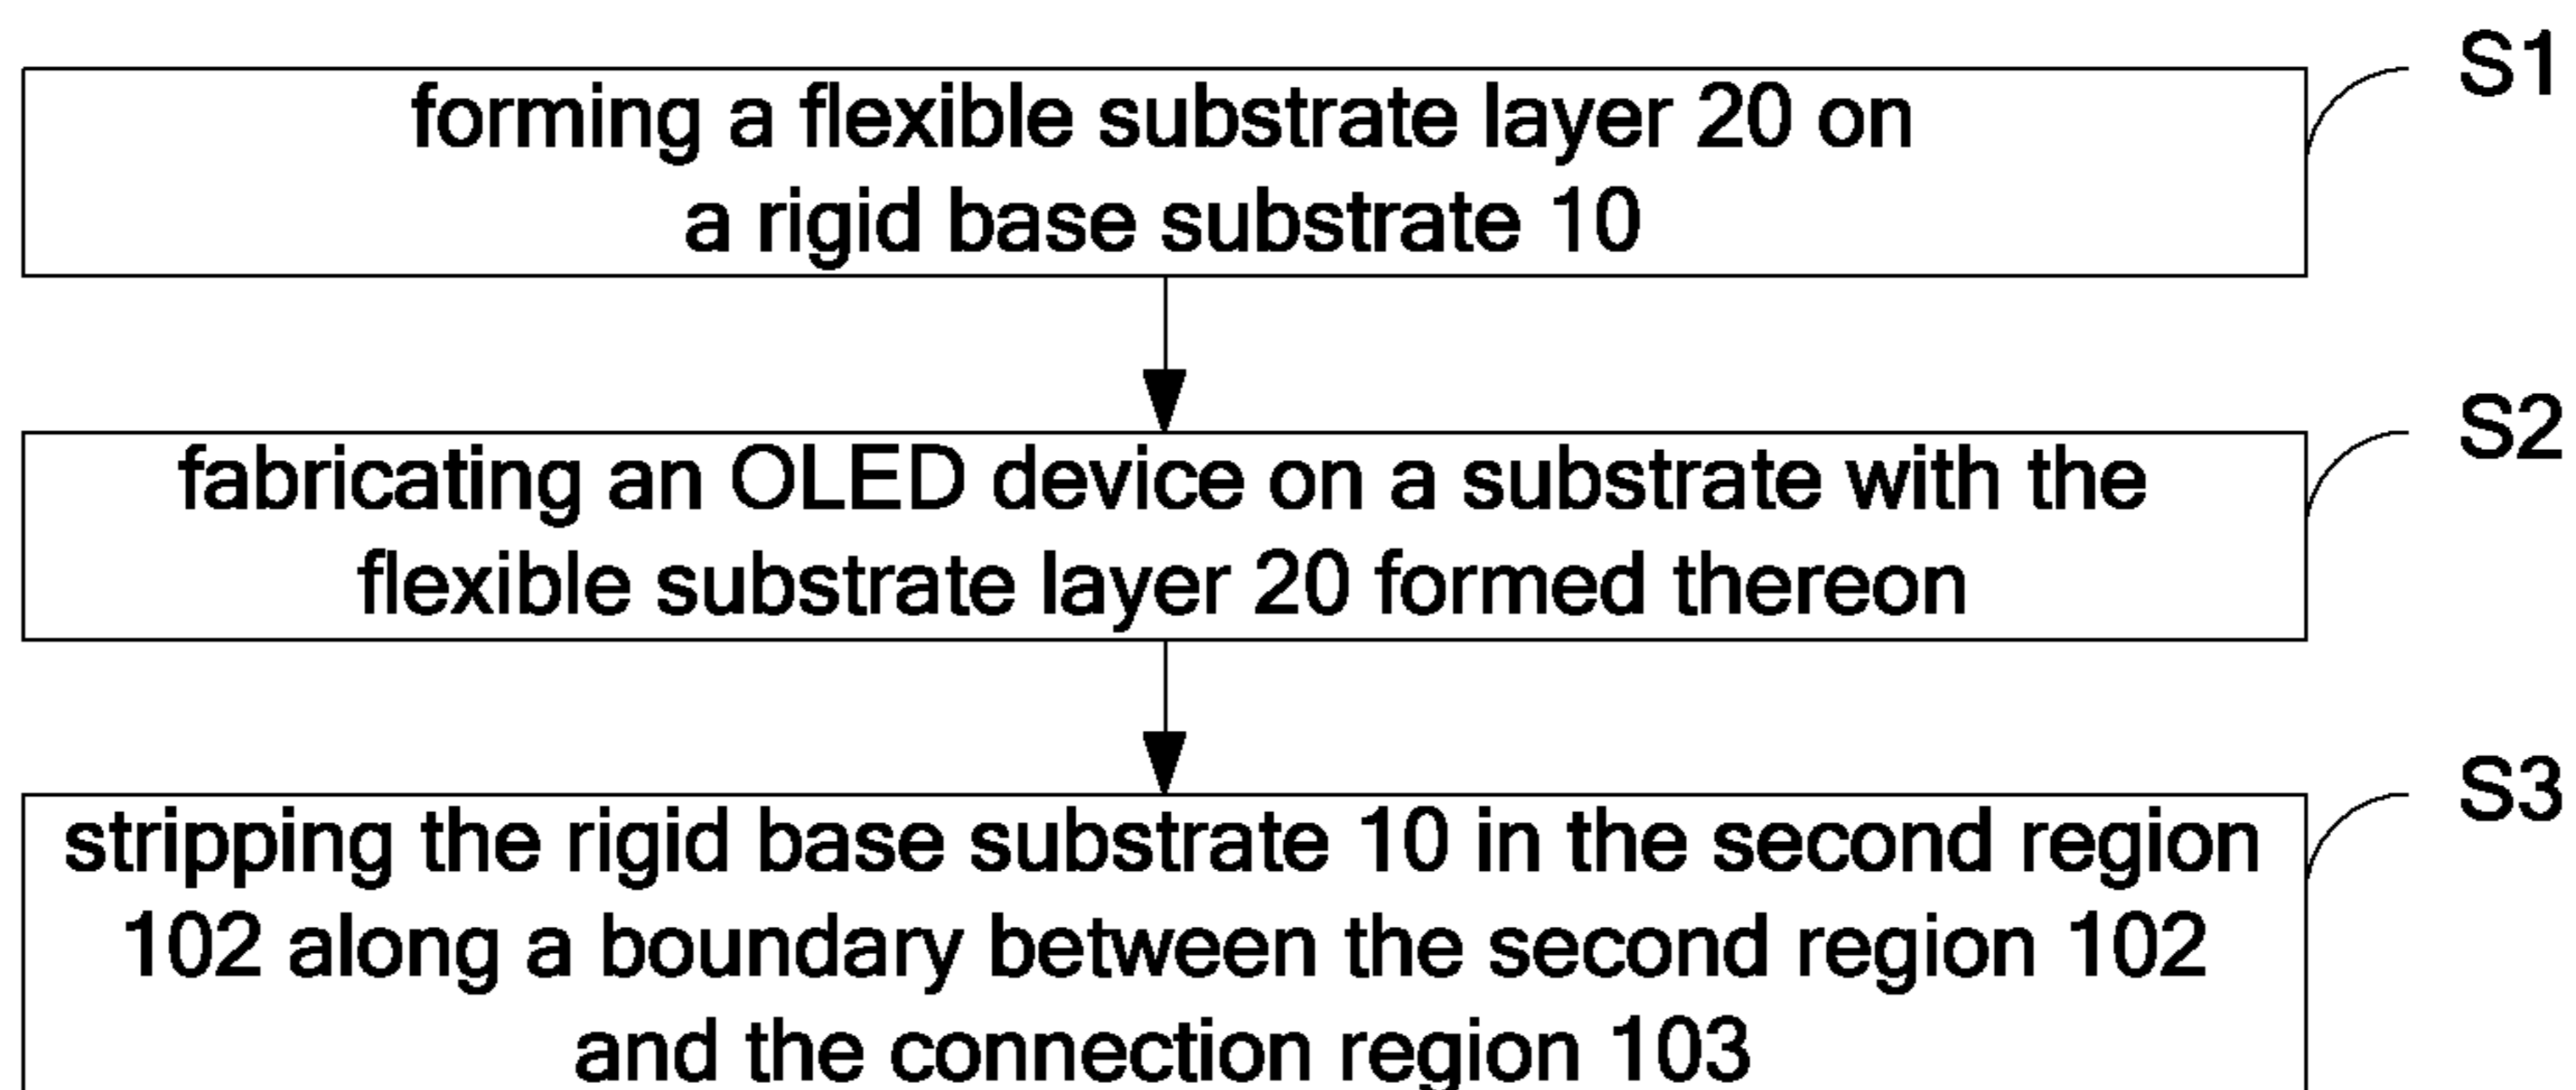 S1
forming a flexible substrate layer 20 on
a rigid base substrate 10
S2
fabricating an OLED device on a substrate with the
flexible substrate layer 20 formed thereon
S3
stripping the rigid base substrate 10 in the second region
102 along a boundary between the second region 102
and the connection region 103